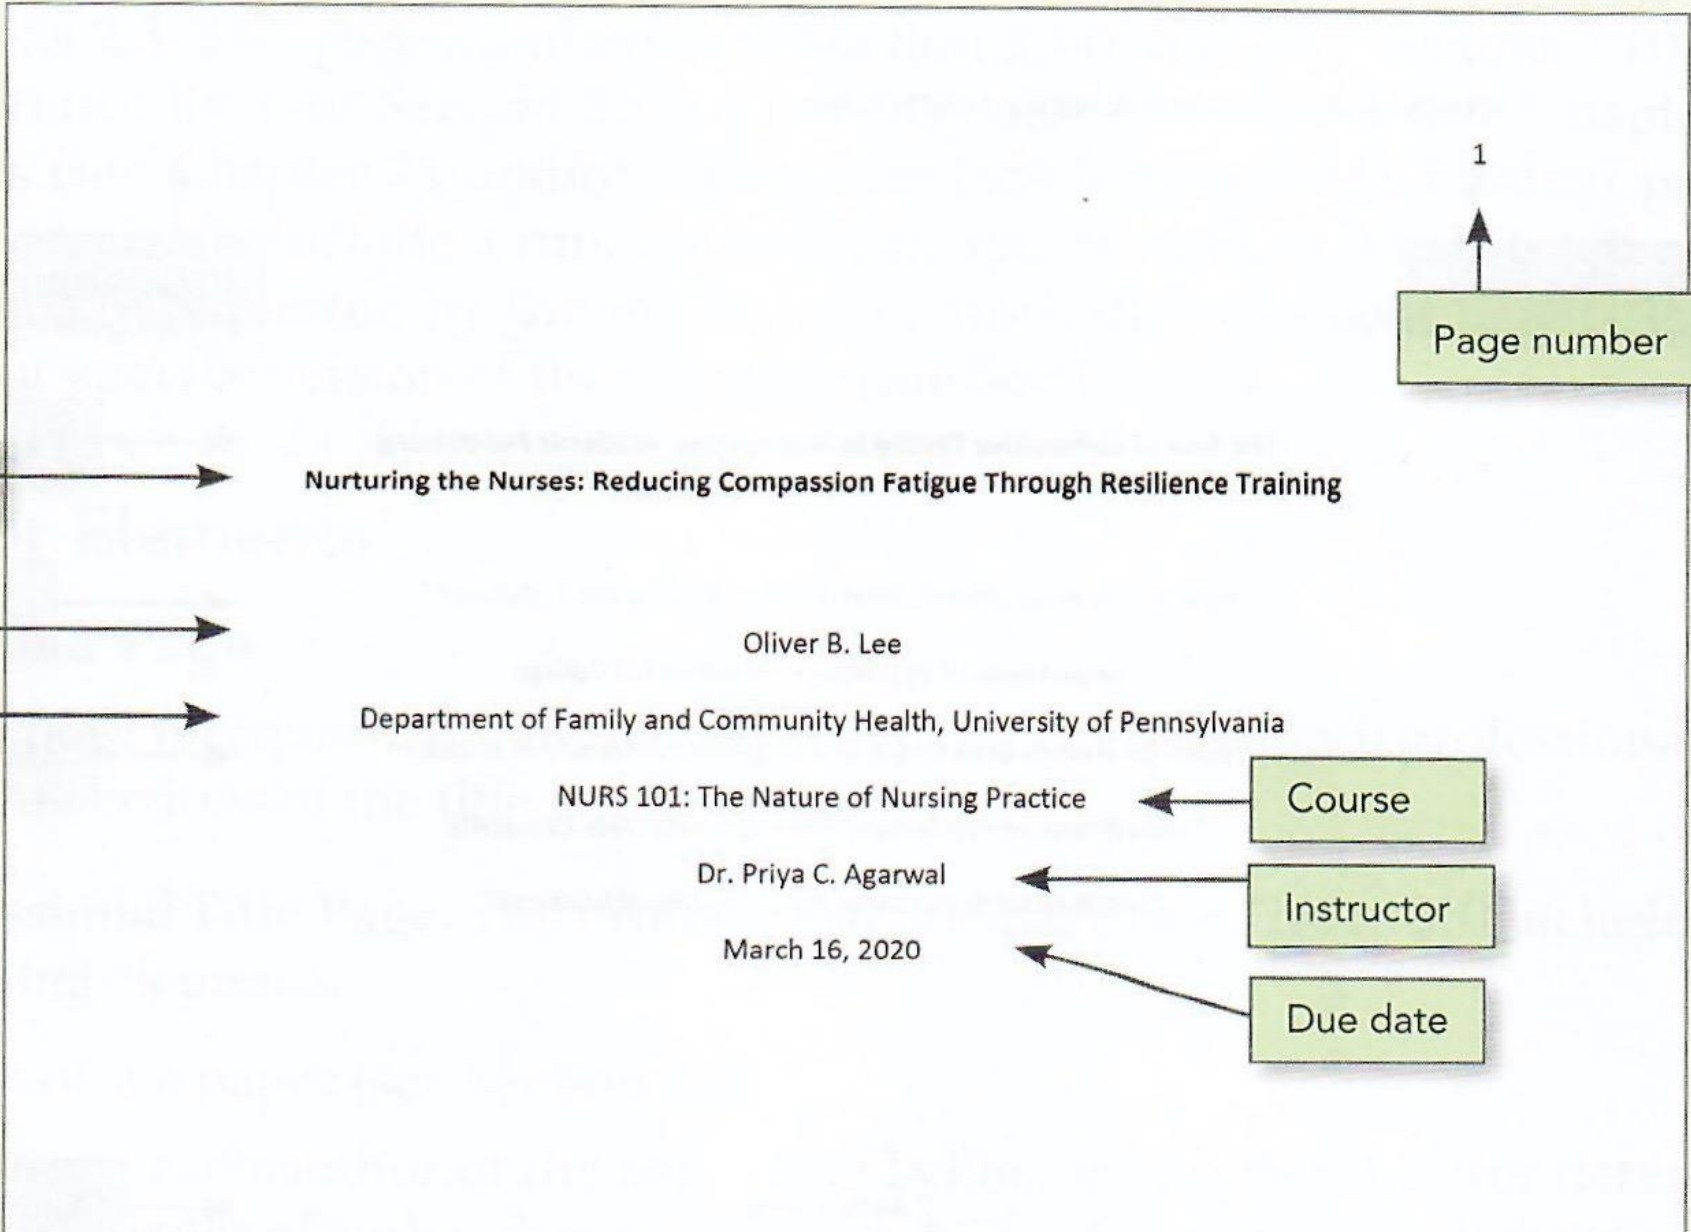 1
Page number
Nurturing the Nurses: Reducing Compassion Fatigue Through Resilience Training
Oliver B. Lee
Department of Family and Community Health, University of Pennsylvania
NURS 101: The Nature of Nursing Practice
Course
Dr. Priya C. Agarwal
Instructor
March 16, 2020
Due date